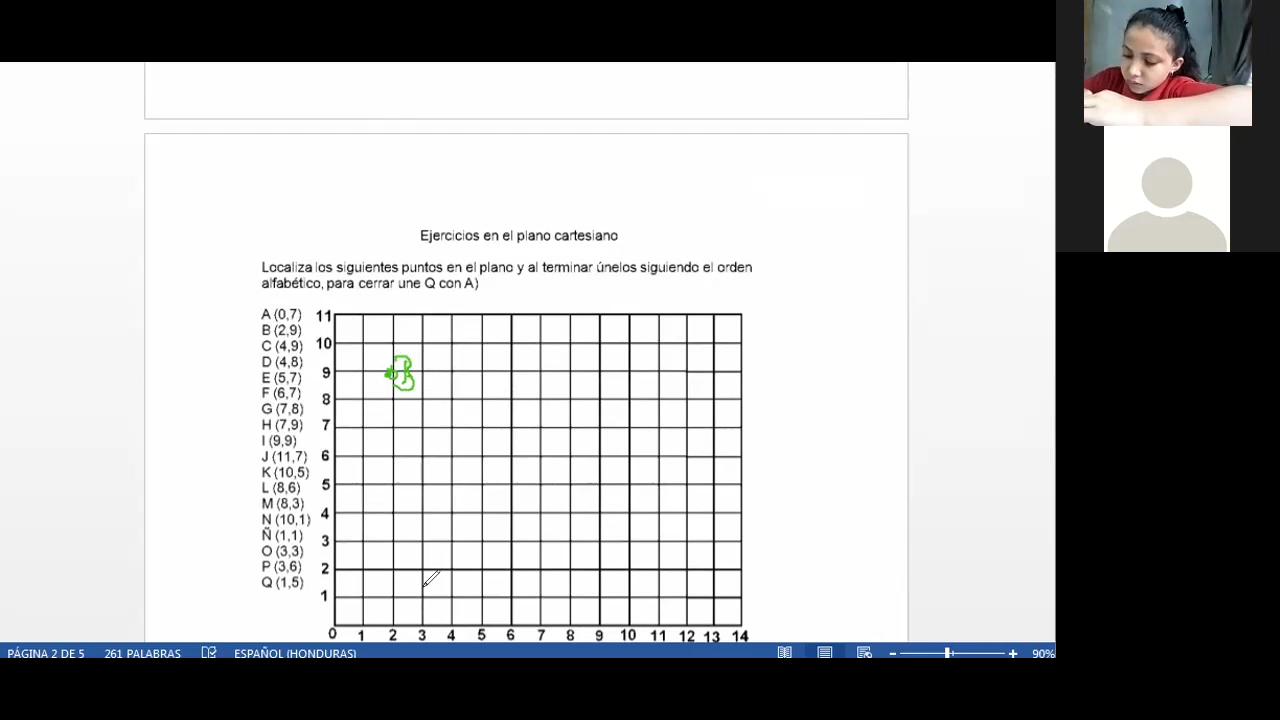 Ejercicios en el plano cartesiano
Localiza los siguientes puntos en el plano y al terminar únelos siguiendo el orden
alfabético, para cerrar une Q con A)
A (0,7)
B (2,9)
C (4,9)
D (4,8)
E (5,7)
F (6,7)
G (7,8)
H (7,9)
I (9,9)
J (11,7)
K (10,5)
L (8,6)
M (8,3)
N (10,1)
Ñ (1,1)
O (3,3)
P (3,6)
Q (1,5)
11
10
9
8
7
6
5
4
3
2
1
0 1 2 3 4 5 6 7 8 9 10 11 12 13 14
B
PÁGINA 2 DE 5 261 PALABRAS ESPAÑOL (HONDURAS) 90%